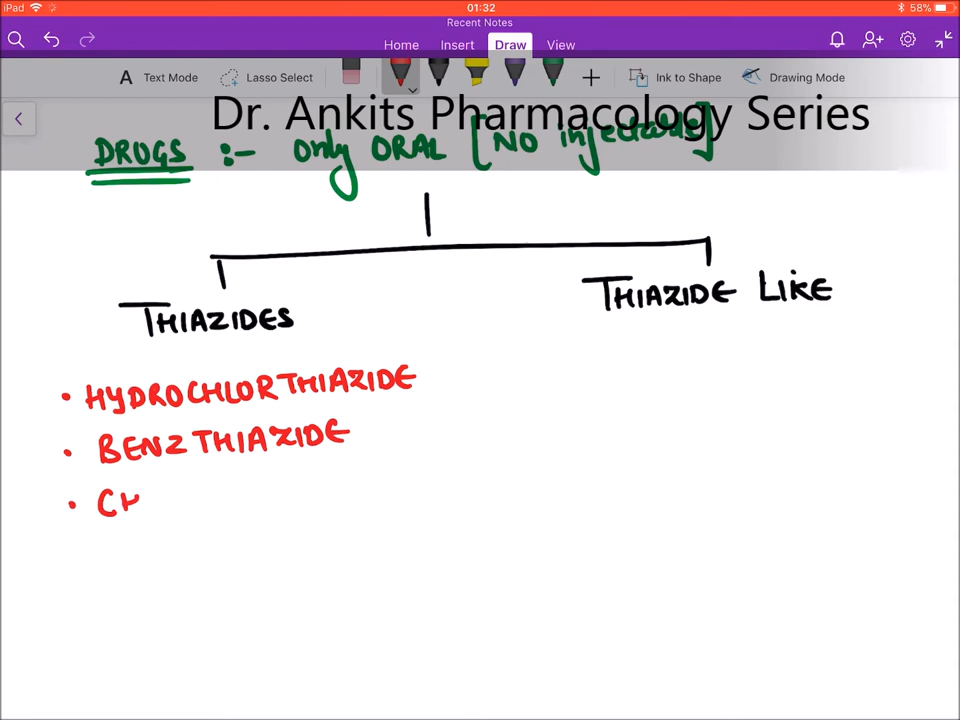 iPad 01:32 58%
Recent Notes
Home Insert Draw View
A Text Mode Lasso Select + Ink to Shape Drawing Mode
Dr. Ankits Pharmacology Series
DRUGS :- only ORAL [NO injectable]
THIAZIDES
THIAZIDE LIKE
• HYDROCHLORTHIAZIDE
• BENZTHIAZIDE
• CH